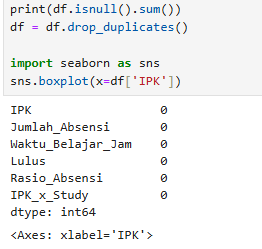 print(df.isnull().sum())
df = df.drop_duplicates()
import seaborn as sns
sns.boxplot(x=df['IPK'])
IPK 0
Jumlah_Absensi 0
Waktu_Belajar_Jam 0
Lulus 0
Rasio_Absensi 0
IPK_x_Study 0
dtype: int64
<Axes: xlabel='IPK'>